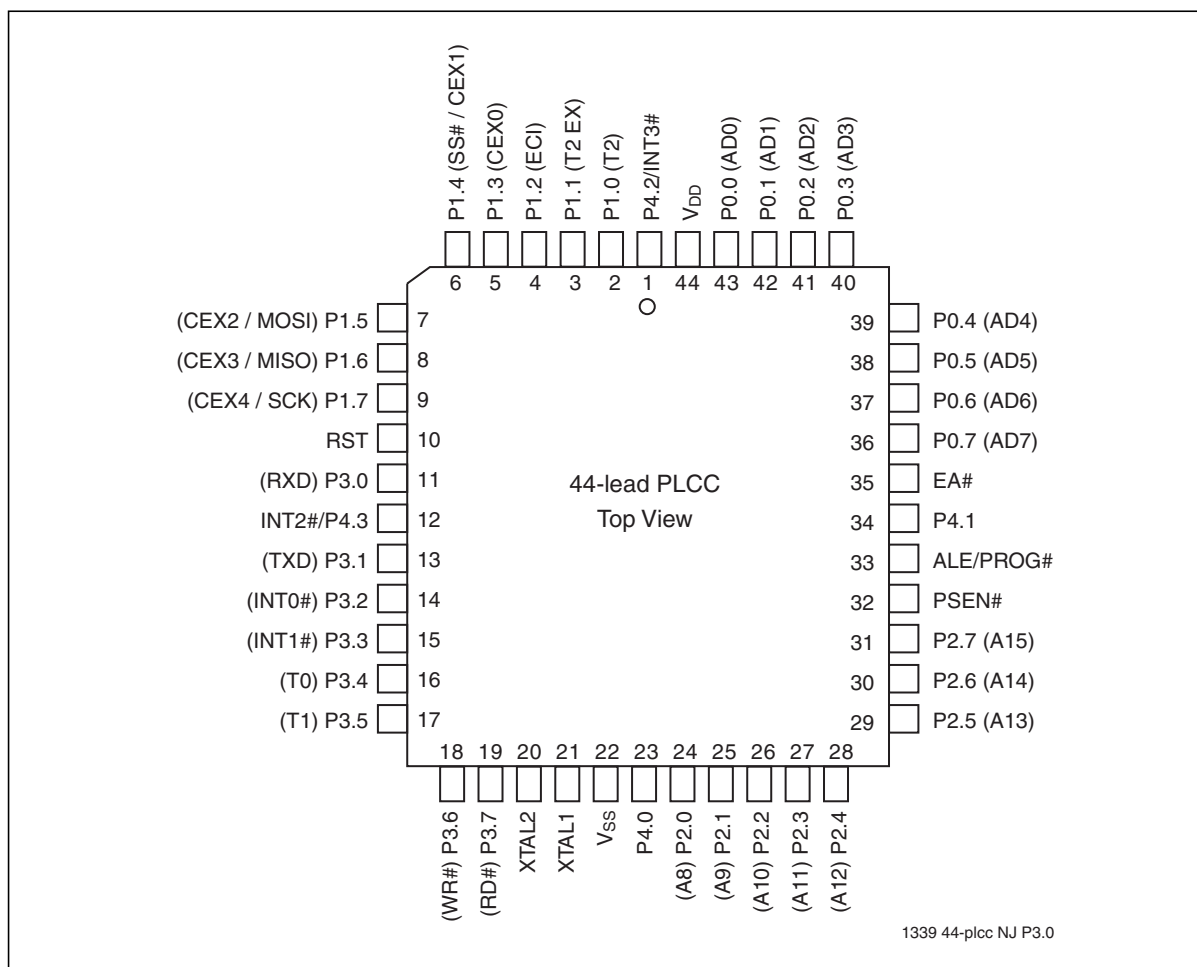 P1.4 (SS# / CEX1)
P1.3 (CEX0)
P1.2 (ECI)
P1.1 (T2 EX)
P1.0 (T2)
P4.2/INT3#
VDD
P0.0 (AD0)
P0.1 (AD1)
P0.2 (AD2)
P0.3 (AD3)
6 5 4 3 2 1 44 43 42 41 40
(CEX2 / MOSI) P1.5 7
(CEX3 / MISO) P1.6 8
(CEX4 / SCK) P1.7 9
RST 10
(RXD) P3.0 11
INT2#/P4.3 12
(TXD) P3.1 13
(INT0#) P3.2 14
(INT1#) P3.3 15
(T0) P3.4 16
(T1) P3.5 17
44-lead PLCC
Top View
39 P0.4 (AD4)
38 P0.5 (AD5)
37 P0.6 (AD6)
36 P0.7 (AD7)
35 EA#
34 P4.1
33 ALE/PROG#
32 PSEN#
31 P2.7 (A15)
30 P2.6 (A14)
29 P2.5 (A13)
18 19 20 21 22 23 24 25 26 27 28
(WR#) P3.6
(RD#) P3.7
XTAL2
XTAL1
VSS
P4.0
(A8) P2.0
(A9) P2.1
(A10) P2.2
(A11) P2.3
(A12) P2.4
1339 44-plcc NJ P3.0